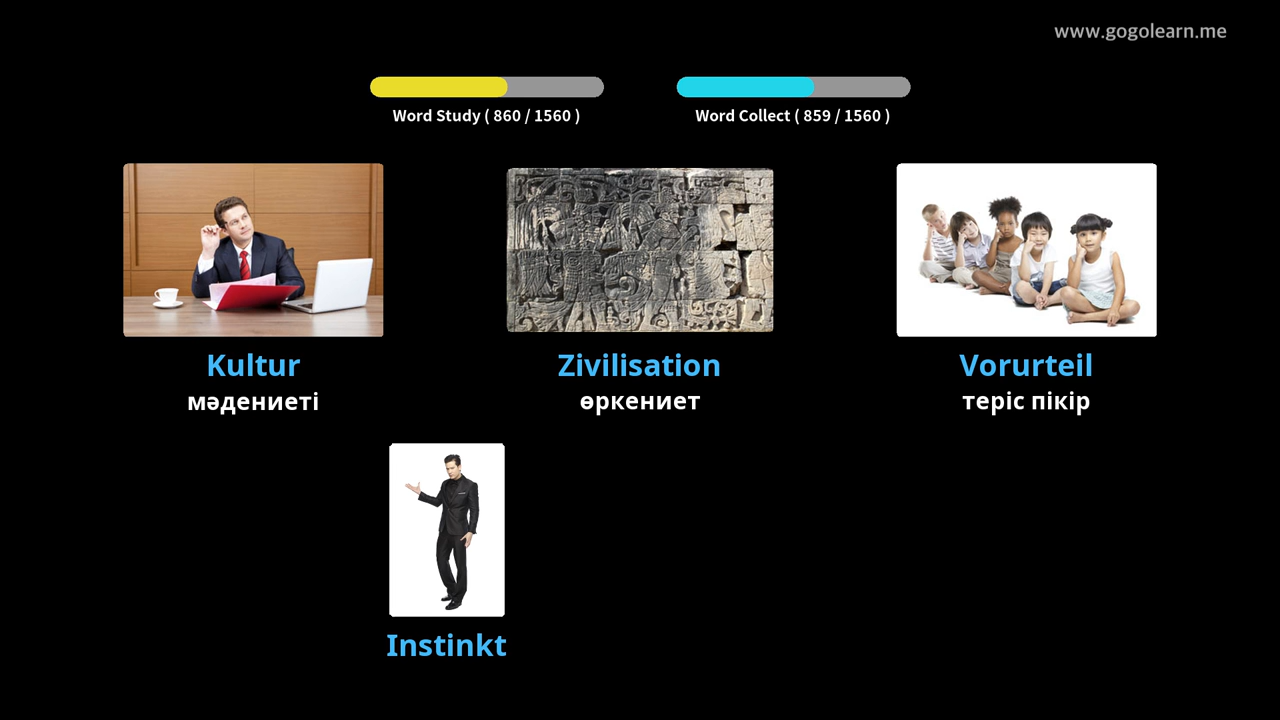 www.gogolearn.me
Word Study ( 860 / 1560 )
Word Collect ( 859 / 1560 )
Kultur
мәдениеті
Zivilisation
өркениет
Vorurteil
теріс пікір
Instinkt